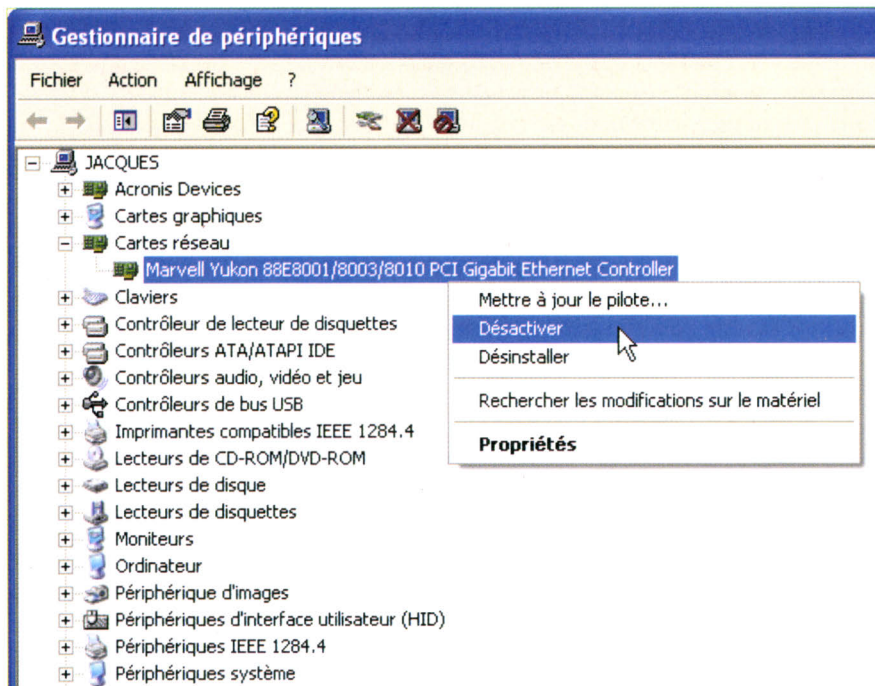 Gestionnaire de périphériques
Fichier Action Affichage ?
JACQUES
Acronis Devices
Cartes graphiques
Cartes réseau
Marvell Yukon 88E8001/8003/8010 PCI Gigabit Ethernet Controller
Claviers
Contrôleur de lecteur de disquettes
Contrôleurs ATA/ATAPI IDE
Contrôleurs audio, vidéo et jeu
Contrôleurs de bus USB
Imprimantes compatibles IEEE 1284.4
Lecteurs de CD-ROM/DVD-ROM
Lecteurs de disque
Lecteurs de disquettes
Moniteurs
Ordinateur
Périphérique d'images
Périphériques d'interface utilisateur (HID)
Périphériques IEEE 1284.4
Périphériques système
Mettre à jour le pilote...
Désactiver
Désinstaller
Rechercher les modifications sur le matériel
Propriétés